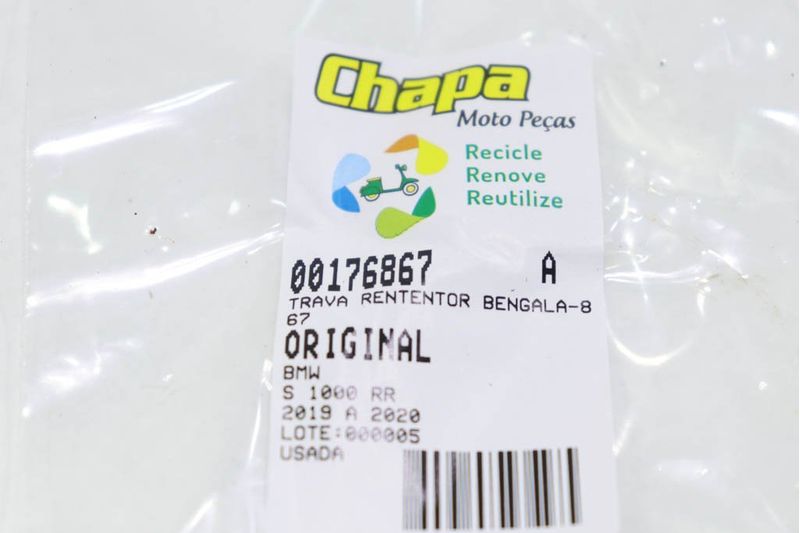 Chapa
Moto Peças
Recicle
Renove
Reutilize
00176867 A
TRAVA RENTENTOR BENGALA-8
67
ORIGINAL
BMW
S 1000 RR
2019 A 2020
LOTE:000005
USADA